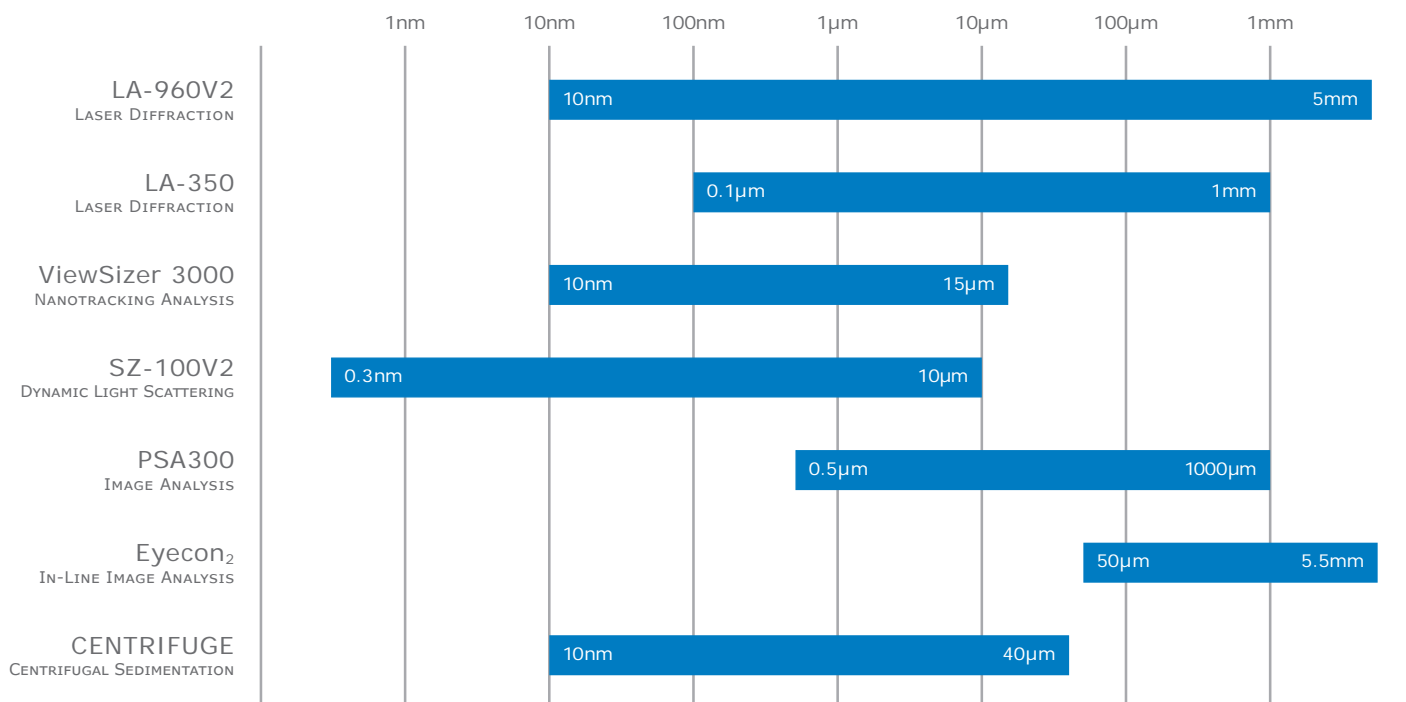 1nm 10nm 100nm 1µm 10µm 100µm 1mm
LA-960V2
LASER DIFFRACTION
10nm 5mm
LA-350
LASER DIFFRACTION
0.1µm 1mm
ViewSizer 3000
NANOTRACKING ANALYSIS
10nm 15µm
SZ-100V2
DYNAMIC LIGHT SCATTERING
0.3nm 10µm
PSA300
IMAGE ANALYSIS
0.5µm 1000µm
Eyecon₂
IN-LINE IMAGE ANALYSIS
50µm 5.5mm
CENTRIFUGE
CENTRIFUGAL SEDIMENTATION
10nm 40µm